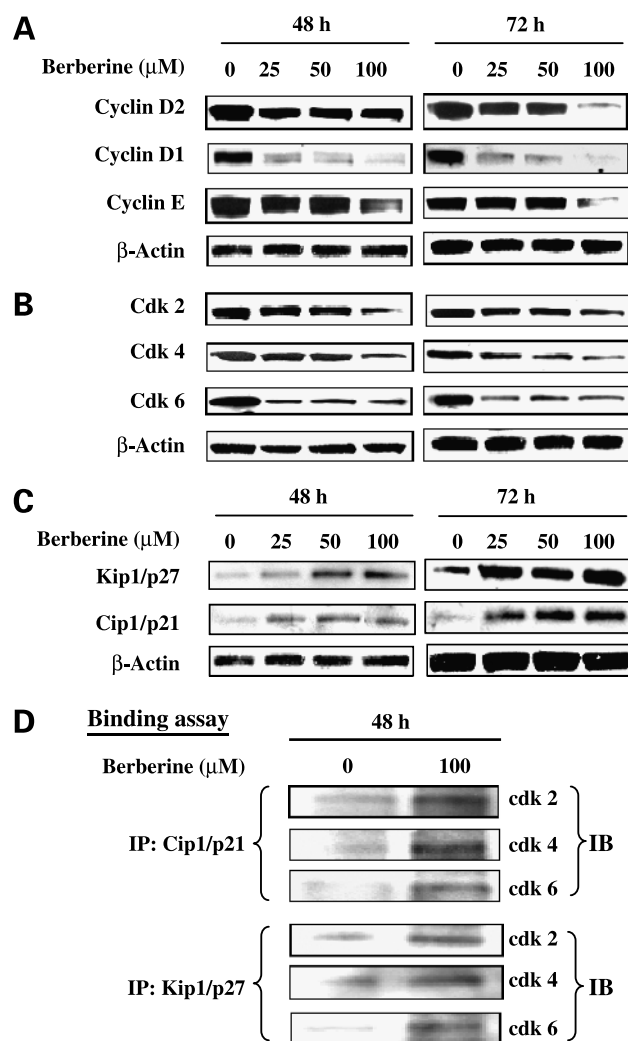 A
48 h 72 h
Berberine (μM) 0 25 50 100 0 25 50 100
Cyclin D2
Cyclin D1
Cyclin E
β-Actin
B
Cdk 2
Cdk 4
Cdk 6
β-Actin
C
48 h 72 h
Berberine (μM) 0 25 50 100 0 25 50 100
Kip1/p27
Cip1/p21
β-Actin
D Binding assay 48 h
Berberine (μM) 0 100
cdk 2
IP: Cip1/p21 cdk 4 IB
cdk 6
cdk 2
IP: Kip1/p27 cdk 4 IB
cdk 6